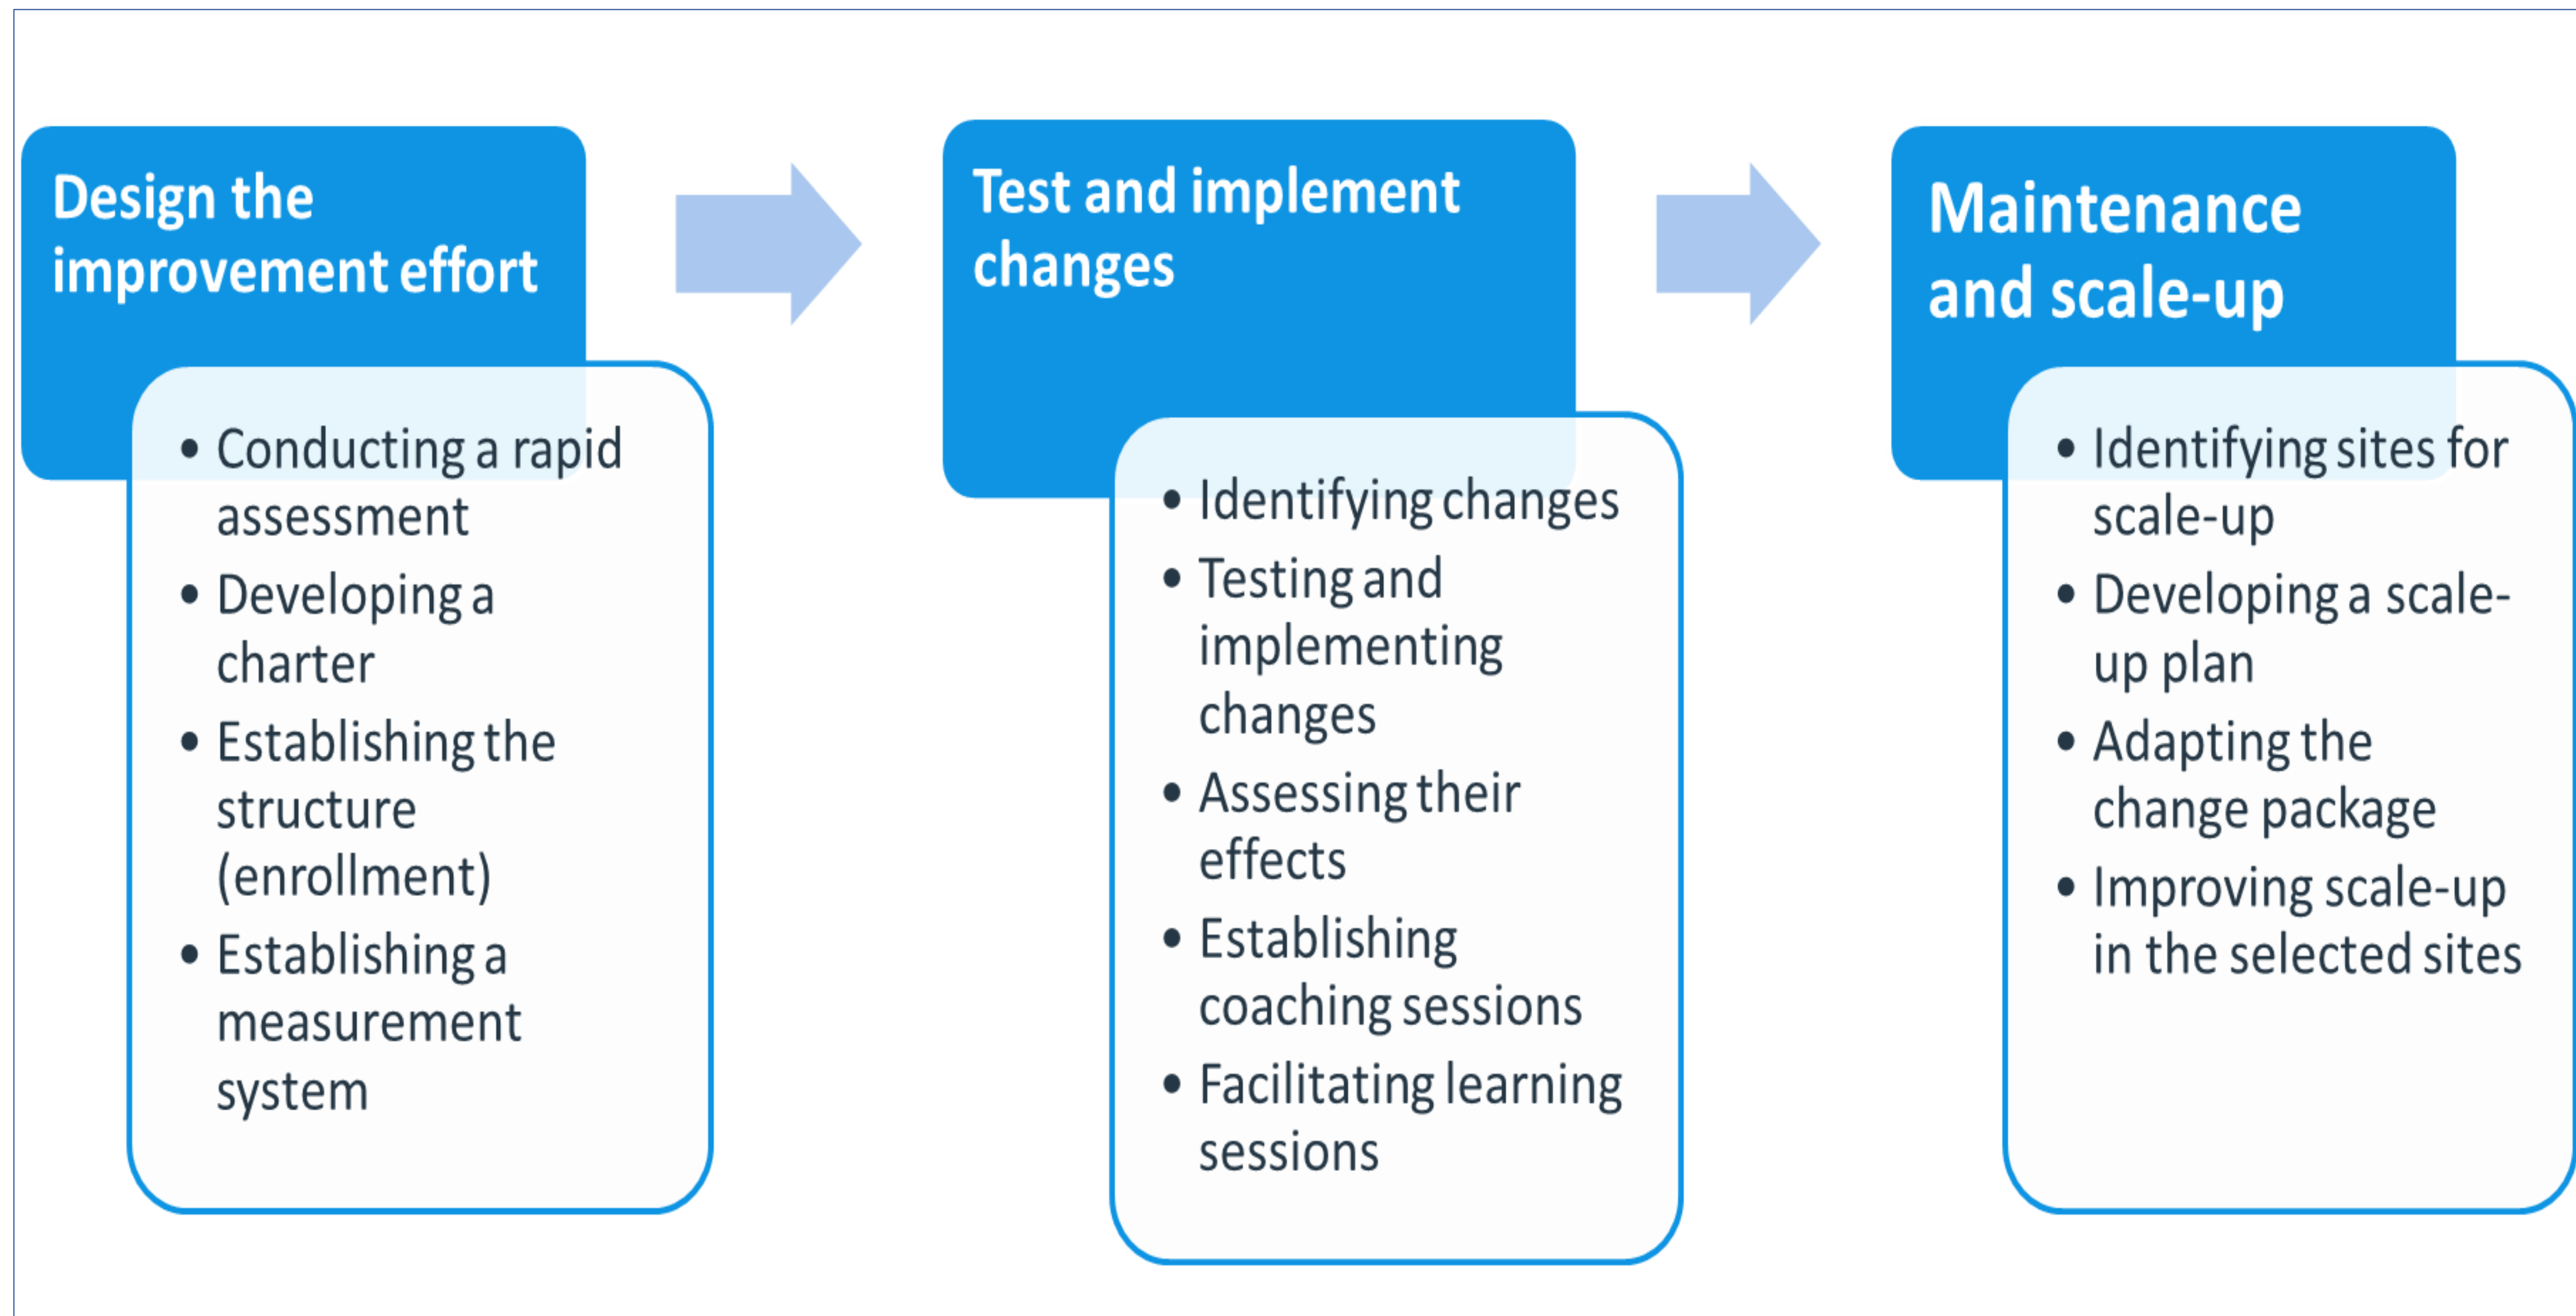 Design the
improvement effort
• Conducting a rapid
assessment
• Developing a
charter
• Establishing the
structure
(enrollment)
• Establishing a
measurement
system
Test and implement
changes
• Identifying changes
• Testing and
implementing
changes
• Assessing their
effects
• Establishing
coaching sessions
• Facilitating learning
sessions
Maintenance
and scale-up
• Identifying sites for
scale-up
• Developing a scale-
up plan
• Adapting the
change package
• Improving scale-up
in the selected sites